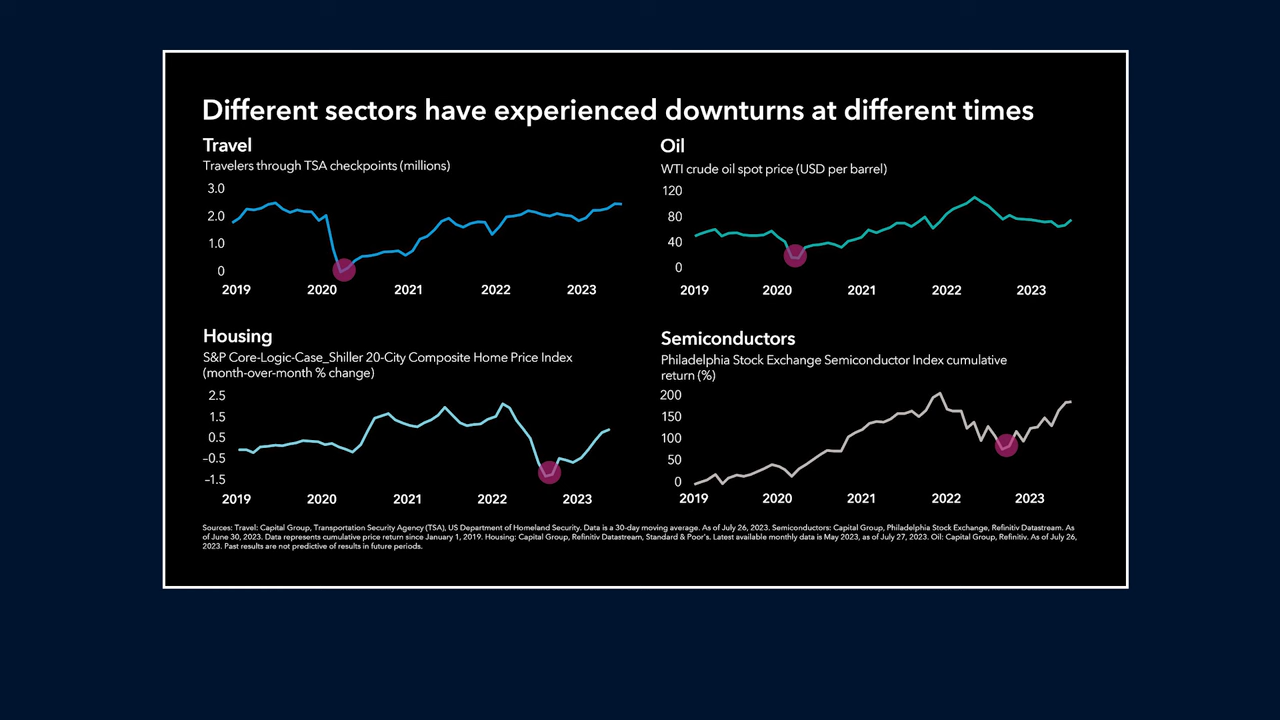 Different sectors have experienced downturns at different times
Travel
Travelers through TSA checkpoints (millions)
3.0
2.0
1.0
0
2019 2020 2021 2022 2023
Oil
WTI crude oil spot price (USD per barrel)
120
80
40
0
2019 2020 2021 2022 2023
Housing
S&P Core-Logic-Case_Shiller 20-City Composite Home Price Index
(month-over-month % change)
2.5
1.5
0.5
–0.5
–1.5
2019 2020 2021 2022 2023
Semiconductors
Philadelphia Stock Exchange Semiconductor Index cumulative
return (%)
200
150
100
50
0
2019 2020 2021 2022 2023
Sources: Travel: Capital Group, Transportation Security Agency (TSA), US Department of Homeland Security. Data is a 30-day moving average. As of July 26, 2023. Semiconductors: Capital Group, Philadelphia Stock Exchange, Refinitiv Datastream. As
of June 30, 2023. Data represents cumulative price return since January 1, 2019. Housing: Capital Group, Refinitiv Datastream, Standard & Poor's. Latest available monthly data is May 2023, as of July 27, 2023. Oil: Capital Group, Refinitiv. As of July 26,
2023. Past results are not predictive of results in future periods.